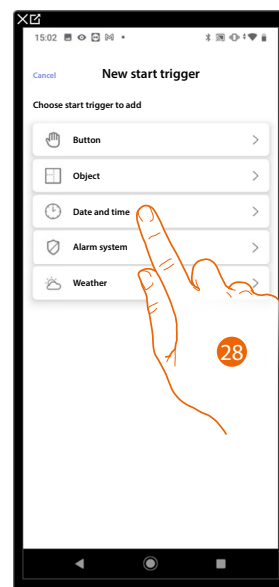 15:02
Cancel New start trigger
Choose start trigger to add
Button
Object
Date and time
Alarm system
Weather
28